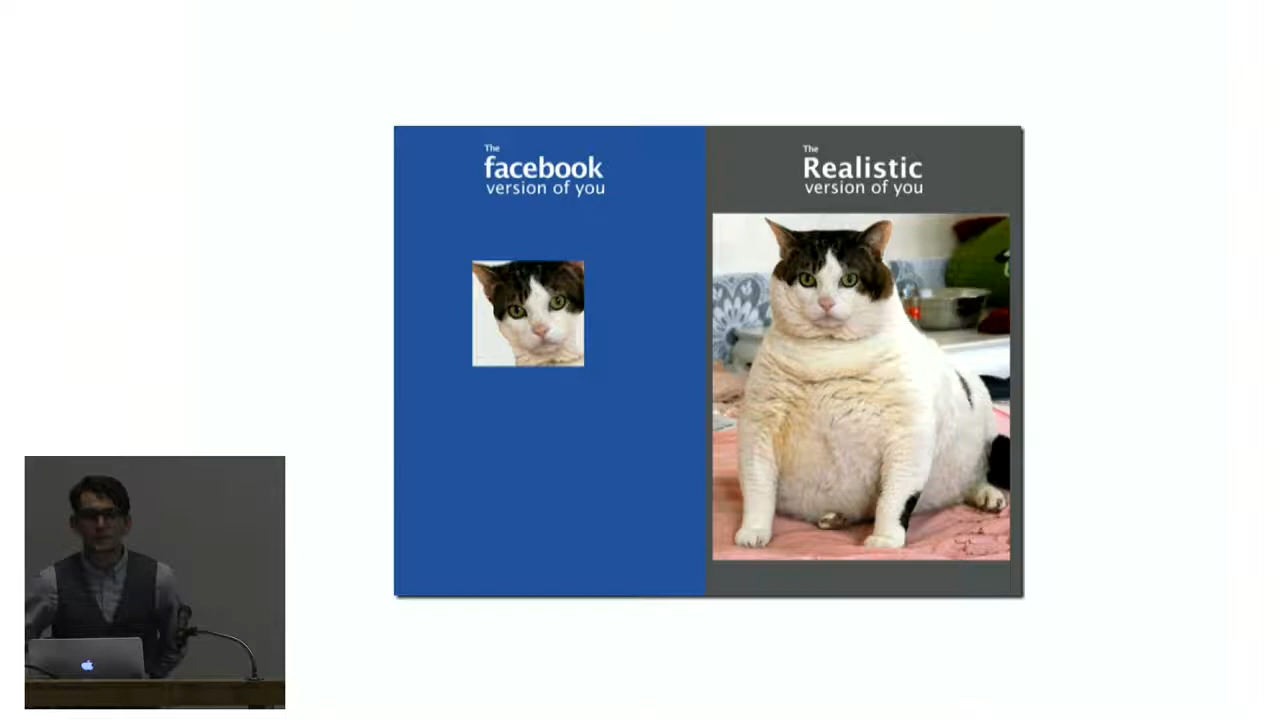 The
facebook
version of you
The
Realistic
version of you